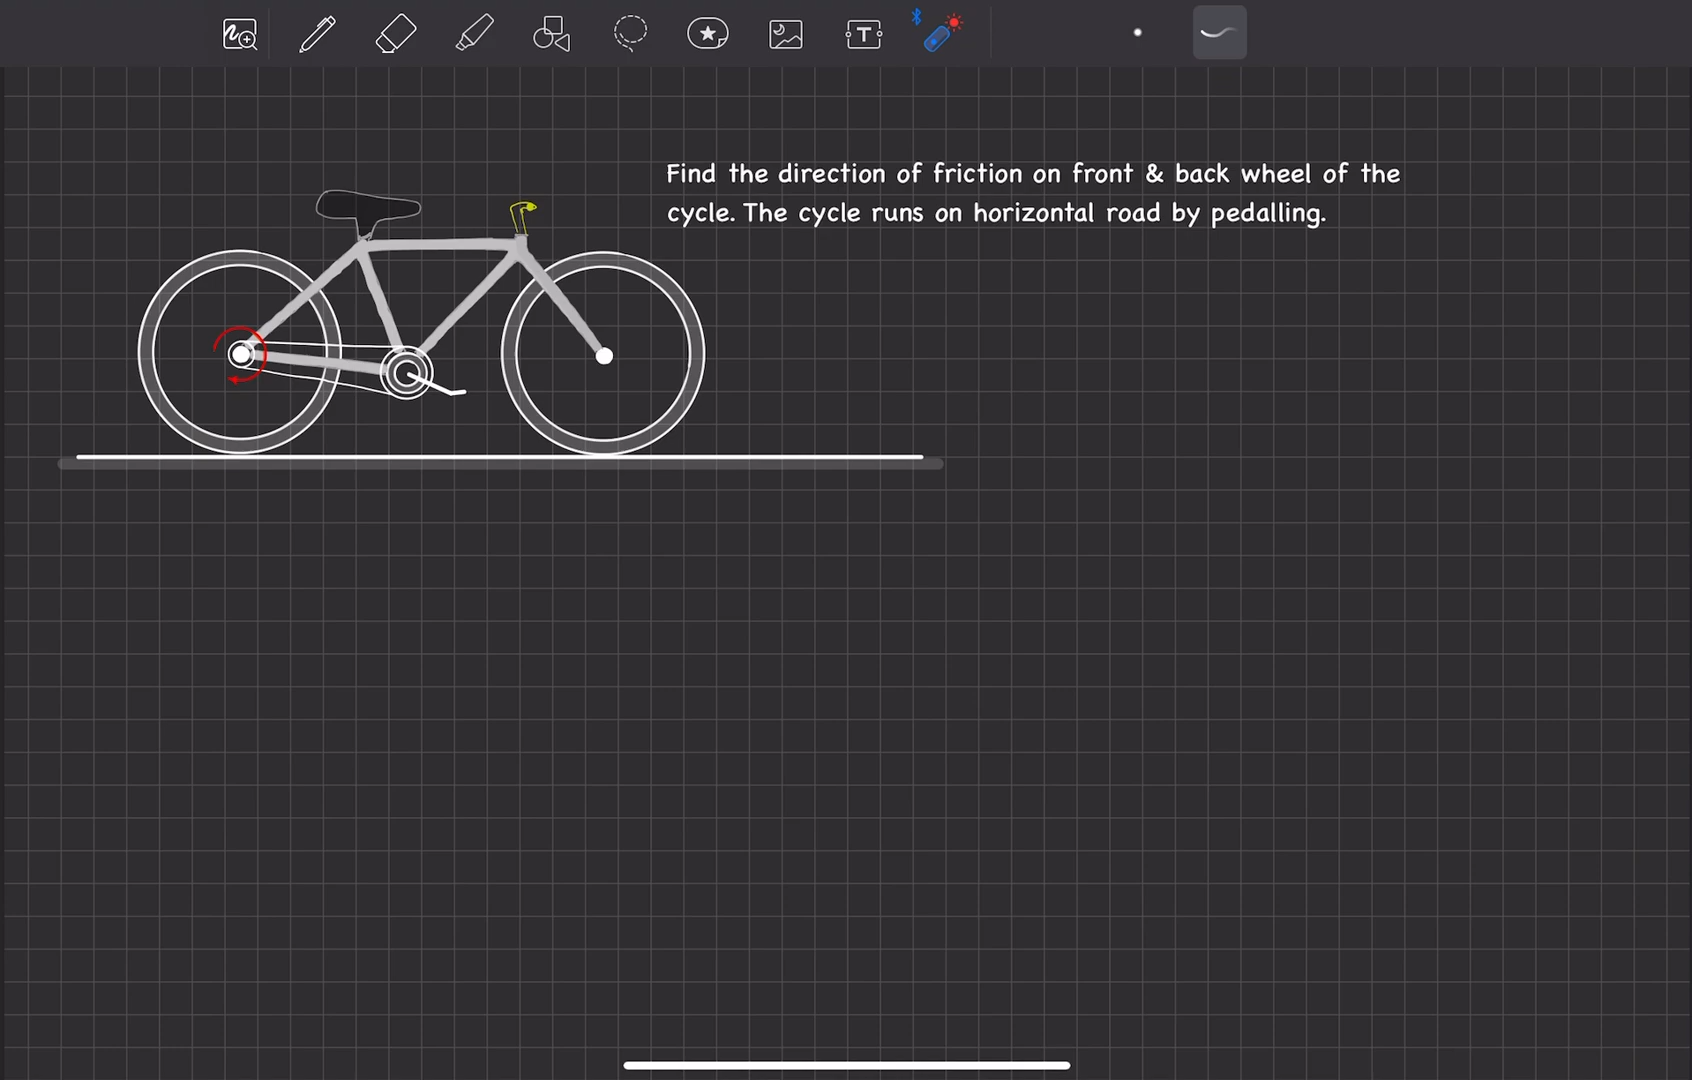 Find the direction of friction on front & back wheel of the
cycle. The cycle runs on horizontal road by pedalling.